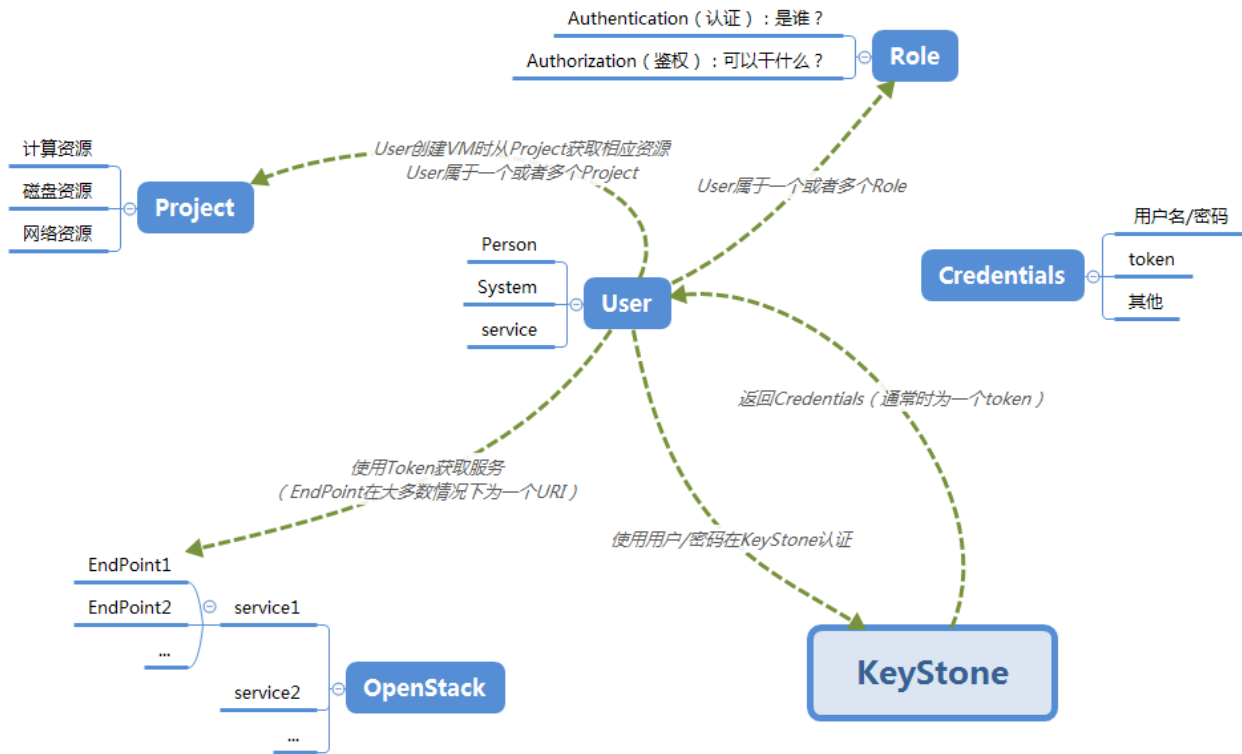 Authentication（认证）：是谁？
Authorization（鉴权）：可以干什么？
Role
计算资源
磁盘资源
网络资源
Project
User创建VM时从Project获取相应资源
User属于一个或者多个Project
User属于一个或者多个Role
用户名/密码
token
其他
Credentials
Person
System
service
User
返回Credentials（通常时为一个token）
使用Token获取服务
（EndPoint在大多数情况下为一个URI）
使用用户/密码在KeyStone认证
EndPoint1
EndPoint2
...
service1
service2
...
OpenStack
KeyStone